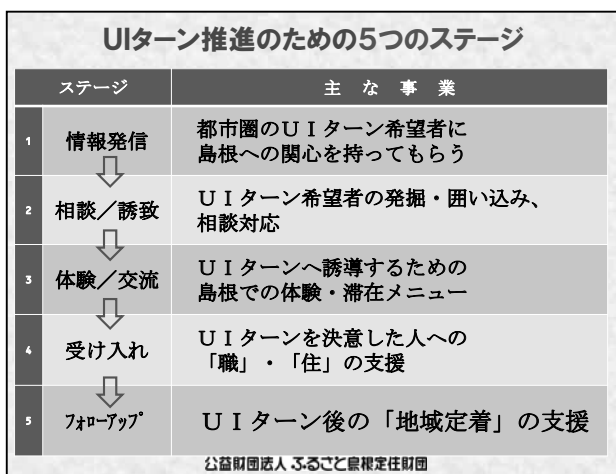 UIターン推進のための5つのステージ
ステージ
主な事業
1
情報発信
都市圏のＵＩターン希望者に
島根への関心を持ってもらう
2
相談／誘致
ＵＩターン希望者の発掘・囲い込み、
相談対応
3
体験／交流
ＵＩターンへ誘導するための
島根での体験・滞在メニュー
4
受け入れ
ＵＩターンを決意した人への
「職」・「住」の支援
5
ﾌｫﾛｰｱｯﾌﾟ
ＵＩターン後の「地域定着」の支援
公益財団法人 ふるさと島根定住財団